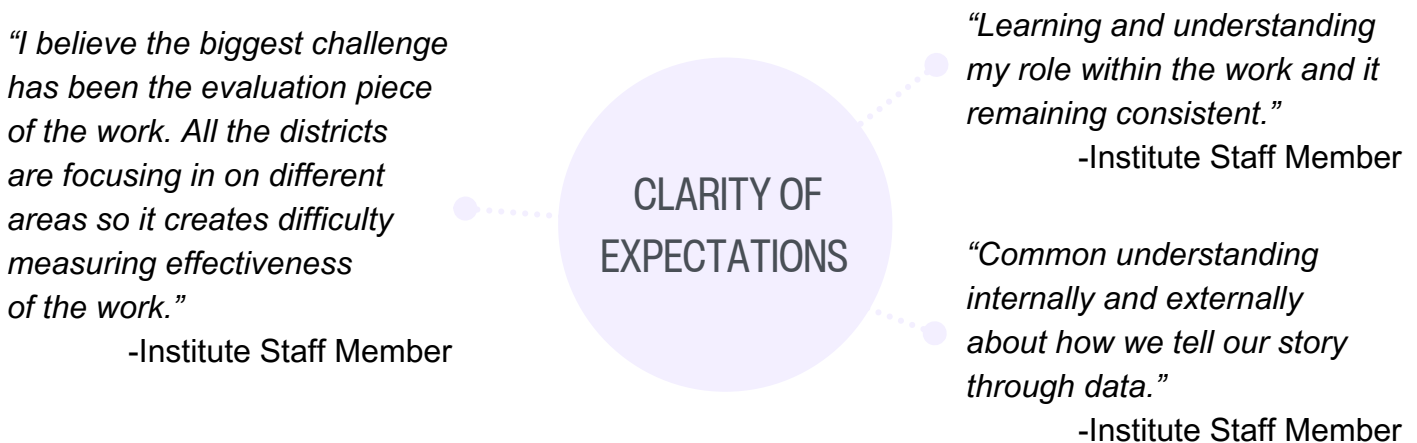 “I believe the biggest challenge
has been the evaluation piece
of the work. All the districts
are focusing in on different
areas so it creates difficulty
measuring effectiveness
of the work.”
-Institute Staff Member
CLARITY OF
EXPECTATIONS
“Learning and understanding
my role within the work and it
remaining consistent.”
-Institute Staff Member
“Common understanding
internally and externally
about how we tell our story
through data.”
-Institute Staff Member